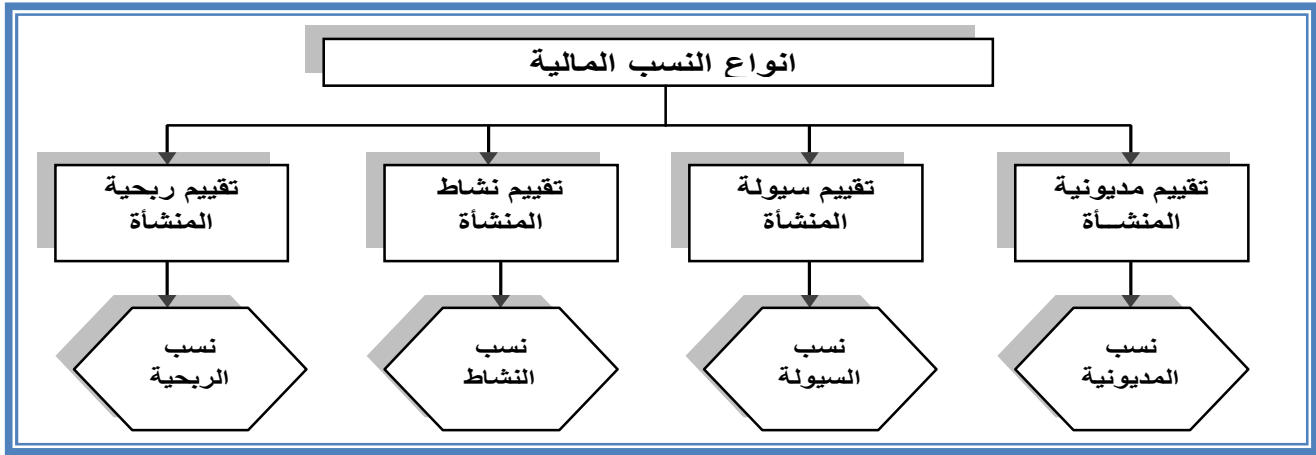 انواع النسب المالية
تقييم مديونية
المنشـــأة
تقييم سيولة
المنشأة
تقييم نشاط
المنشأة
تقييم ربحية
المنشأة
نسب
المديونية
نسب
السيولة
نسب
النشاط
نسب
الربحية